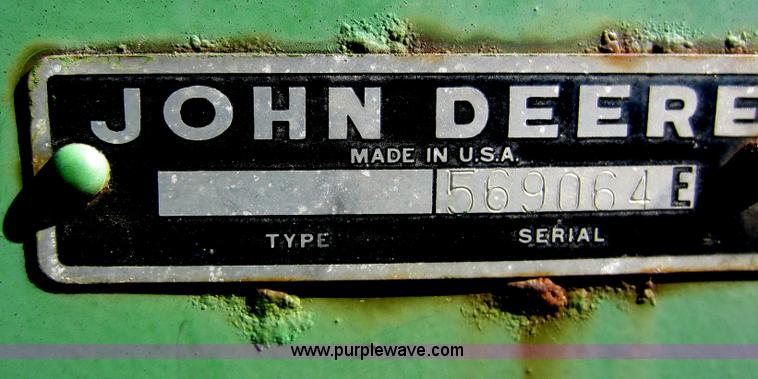 JOHN DEERE
MADE IN U.S.A.
569064 E
TYPE SERIAL
www.purplewave.com